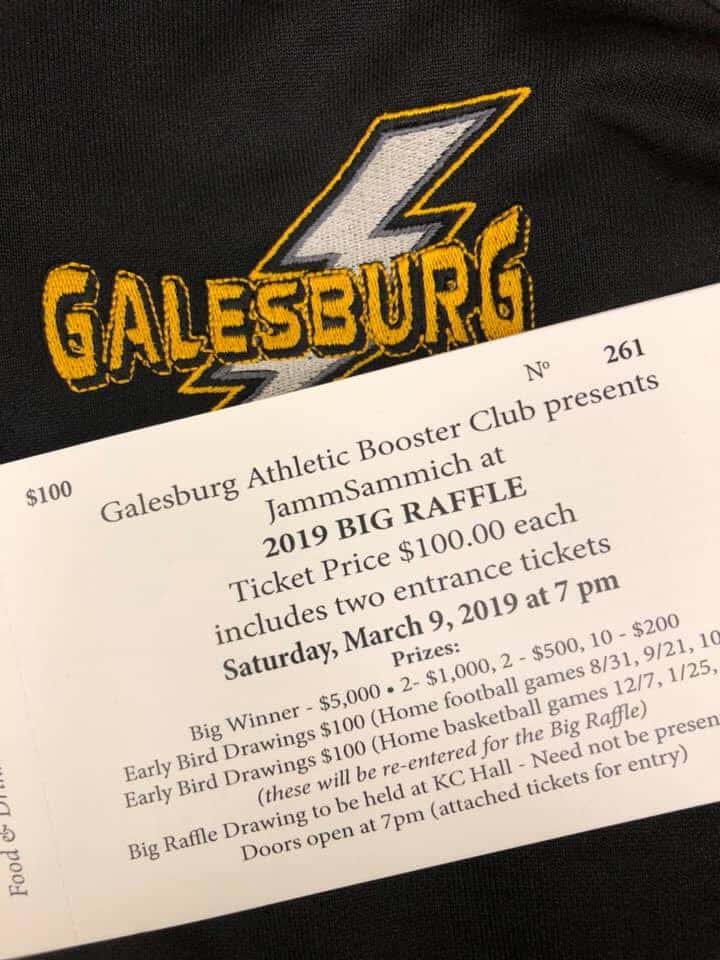 GALESBURG
Nº 261
$100
Galesburg Athletic Booster Club presents
JammSammich at
2019 BIG RAFFLE
Ticket Price $100.00 each
includes two entrance tickets
Saturday, March 9, 2019 at 7 pm
Prizes:
Big Winner - $5,000 • 2- $1,000, 2 - $500, 10 - $200
Early Bird Drawings $100 (Home football games 8/31, 9/21, 10
Early Bird Drawings $100 (Home basketball games 12/7, 1/25,
(these will be re-entered for the Big Raffle)
Big Raffle Drawing to be held at KC Hall - Need not be presen
Doors open at 7pm (attached tickets for entry)
Food &